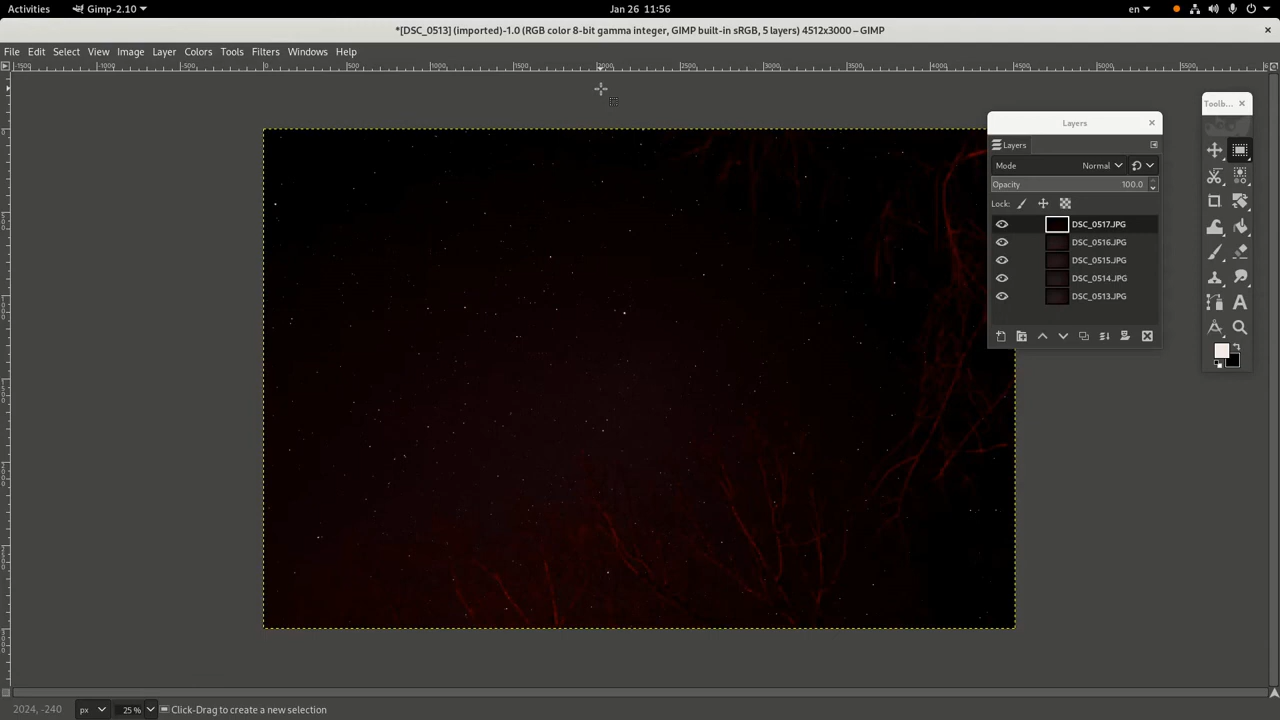 Activities Gimp-2.10 Jan 26 11:56 en
*[DSC_0513] (imported)-1.0 (RGB color 8-bit gamma integer, GIMP built-in sRGB, 5 layers) 4512x3000 – GIMP
File Edit Select View Image Layer Colors Sets Tools Filters Windows Help
Toolb...
Layers
Layers
Mode Normal
Opacity 100.0
Lock:
DSC_0517.JPG
DSC_0516.JPG
DSC_0515.JPG
DSC_0514.JPG
DSC_0513.JPG
2024, -240 px 25 % Click-Drag to create a new selection